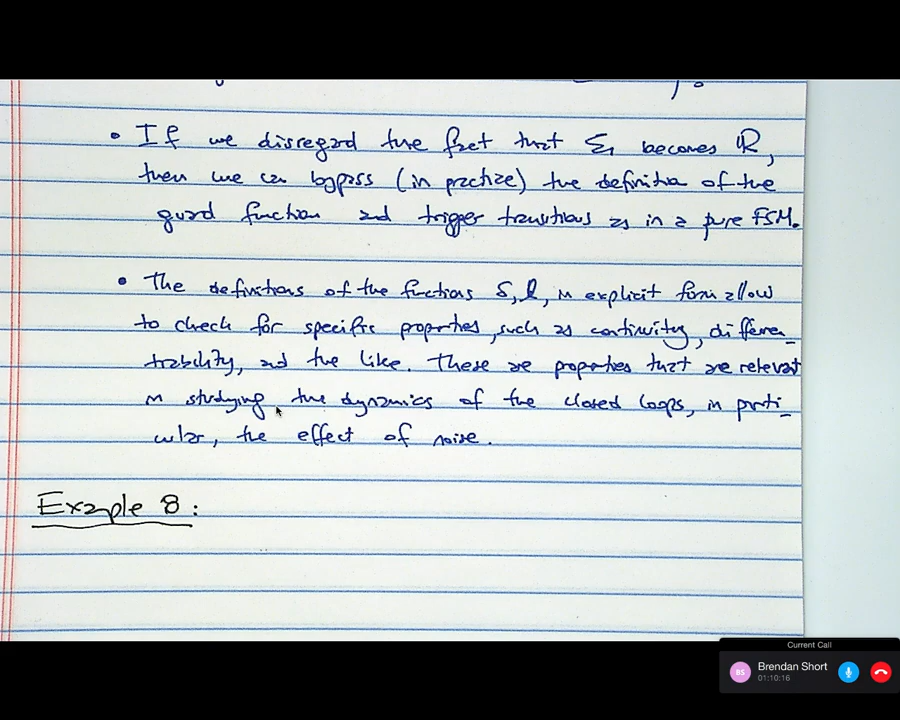 • If we disregard the fact that Σ₁ becomes ℝ,
then we can bypass (in practice) the definition of the
guard function and trigger transitions as in a pure FSM.
• The definitions of the functions δ, l, in explicit form allow
to check for specific properties, such as continuity, differen-
tiability, and the like. These are properties that are relevant
in studying the dynamics of the closed loops, in parti-
cular, the effect of noise.
Example 8:
Current Call
BS
Brendan Short
01:10:16